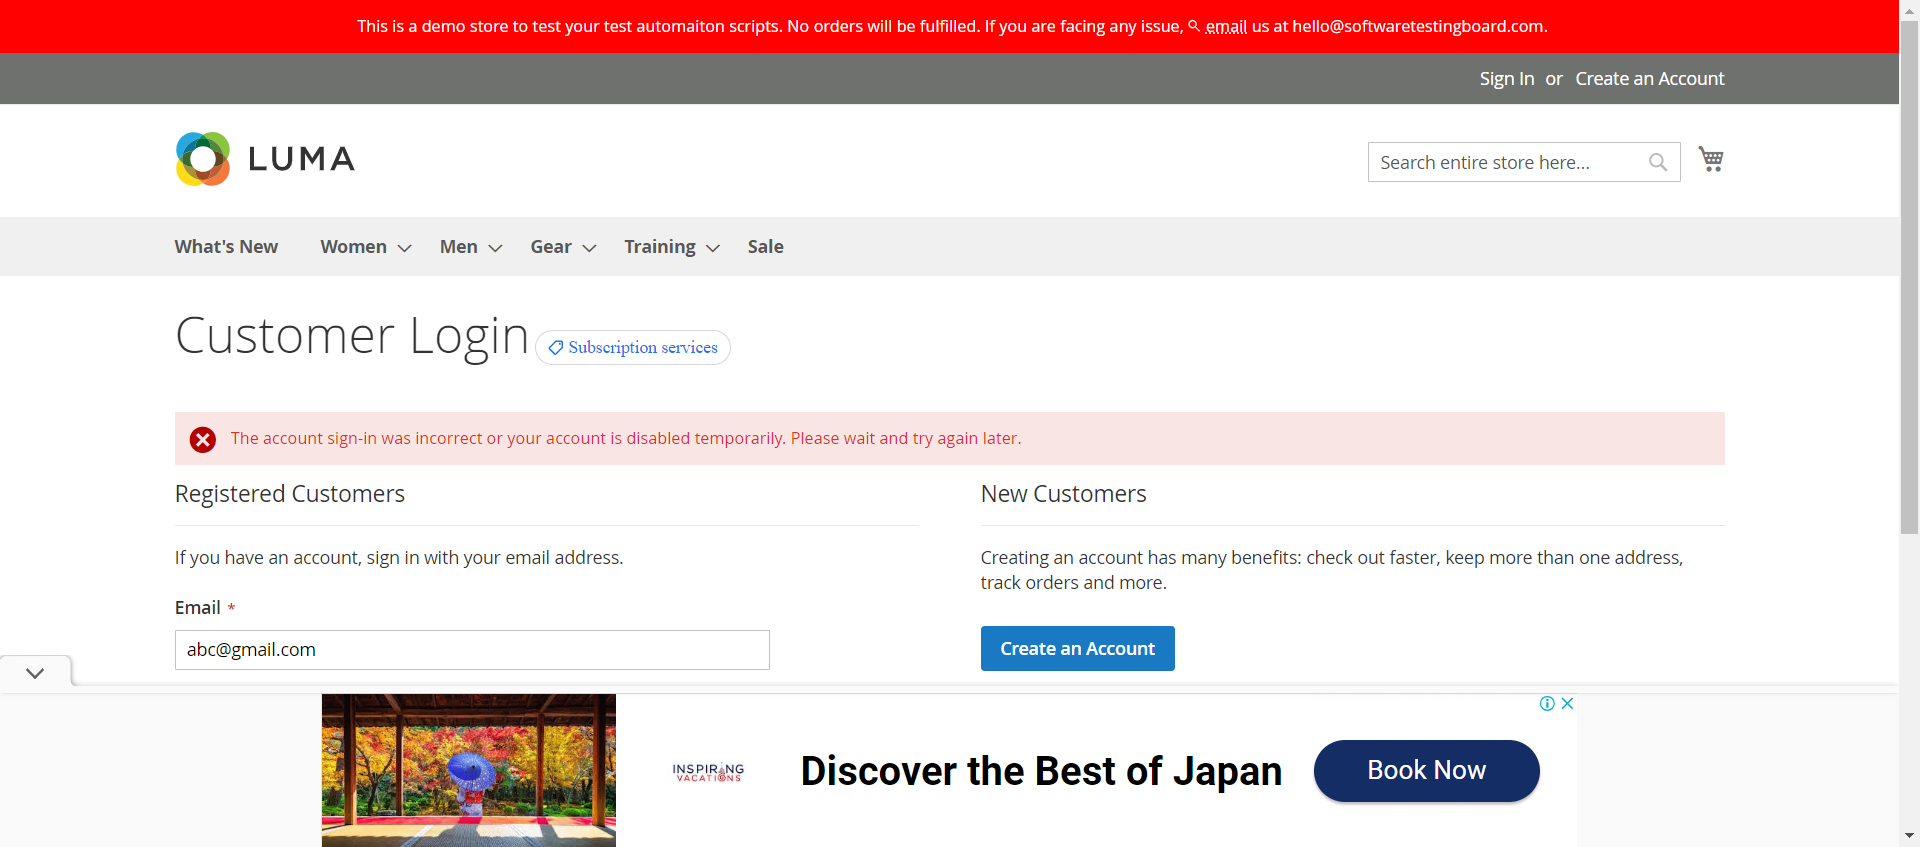 This is a demo store to test your test automaiton scripts. No orders will be fulfilled. If you are facing any issue, email us at hello@softwaretestingboard.com.
Sign In or Create an Account
LUMA
Search entire store here...
What's New Women Men Gear Training Sale
Customer Login
Subscription services
The account sign-in was incorrect or your account is disabled temporarily. Please wait and try again later.
Registered Customers
If you have an account, sign in with your email address.
Email *
abc@gmail.com
New Customers
Creating an account has many benefits: check out faster, keep more than one address,
track orders and more.
Create an Account
INSPIRING
VACATIONS
Discover the Best of Japan
Book Now